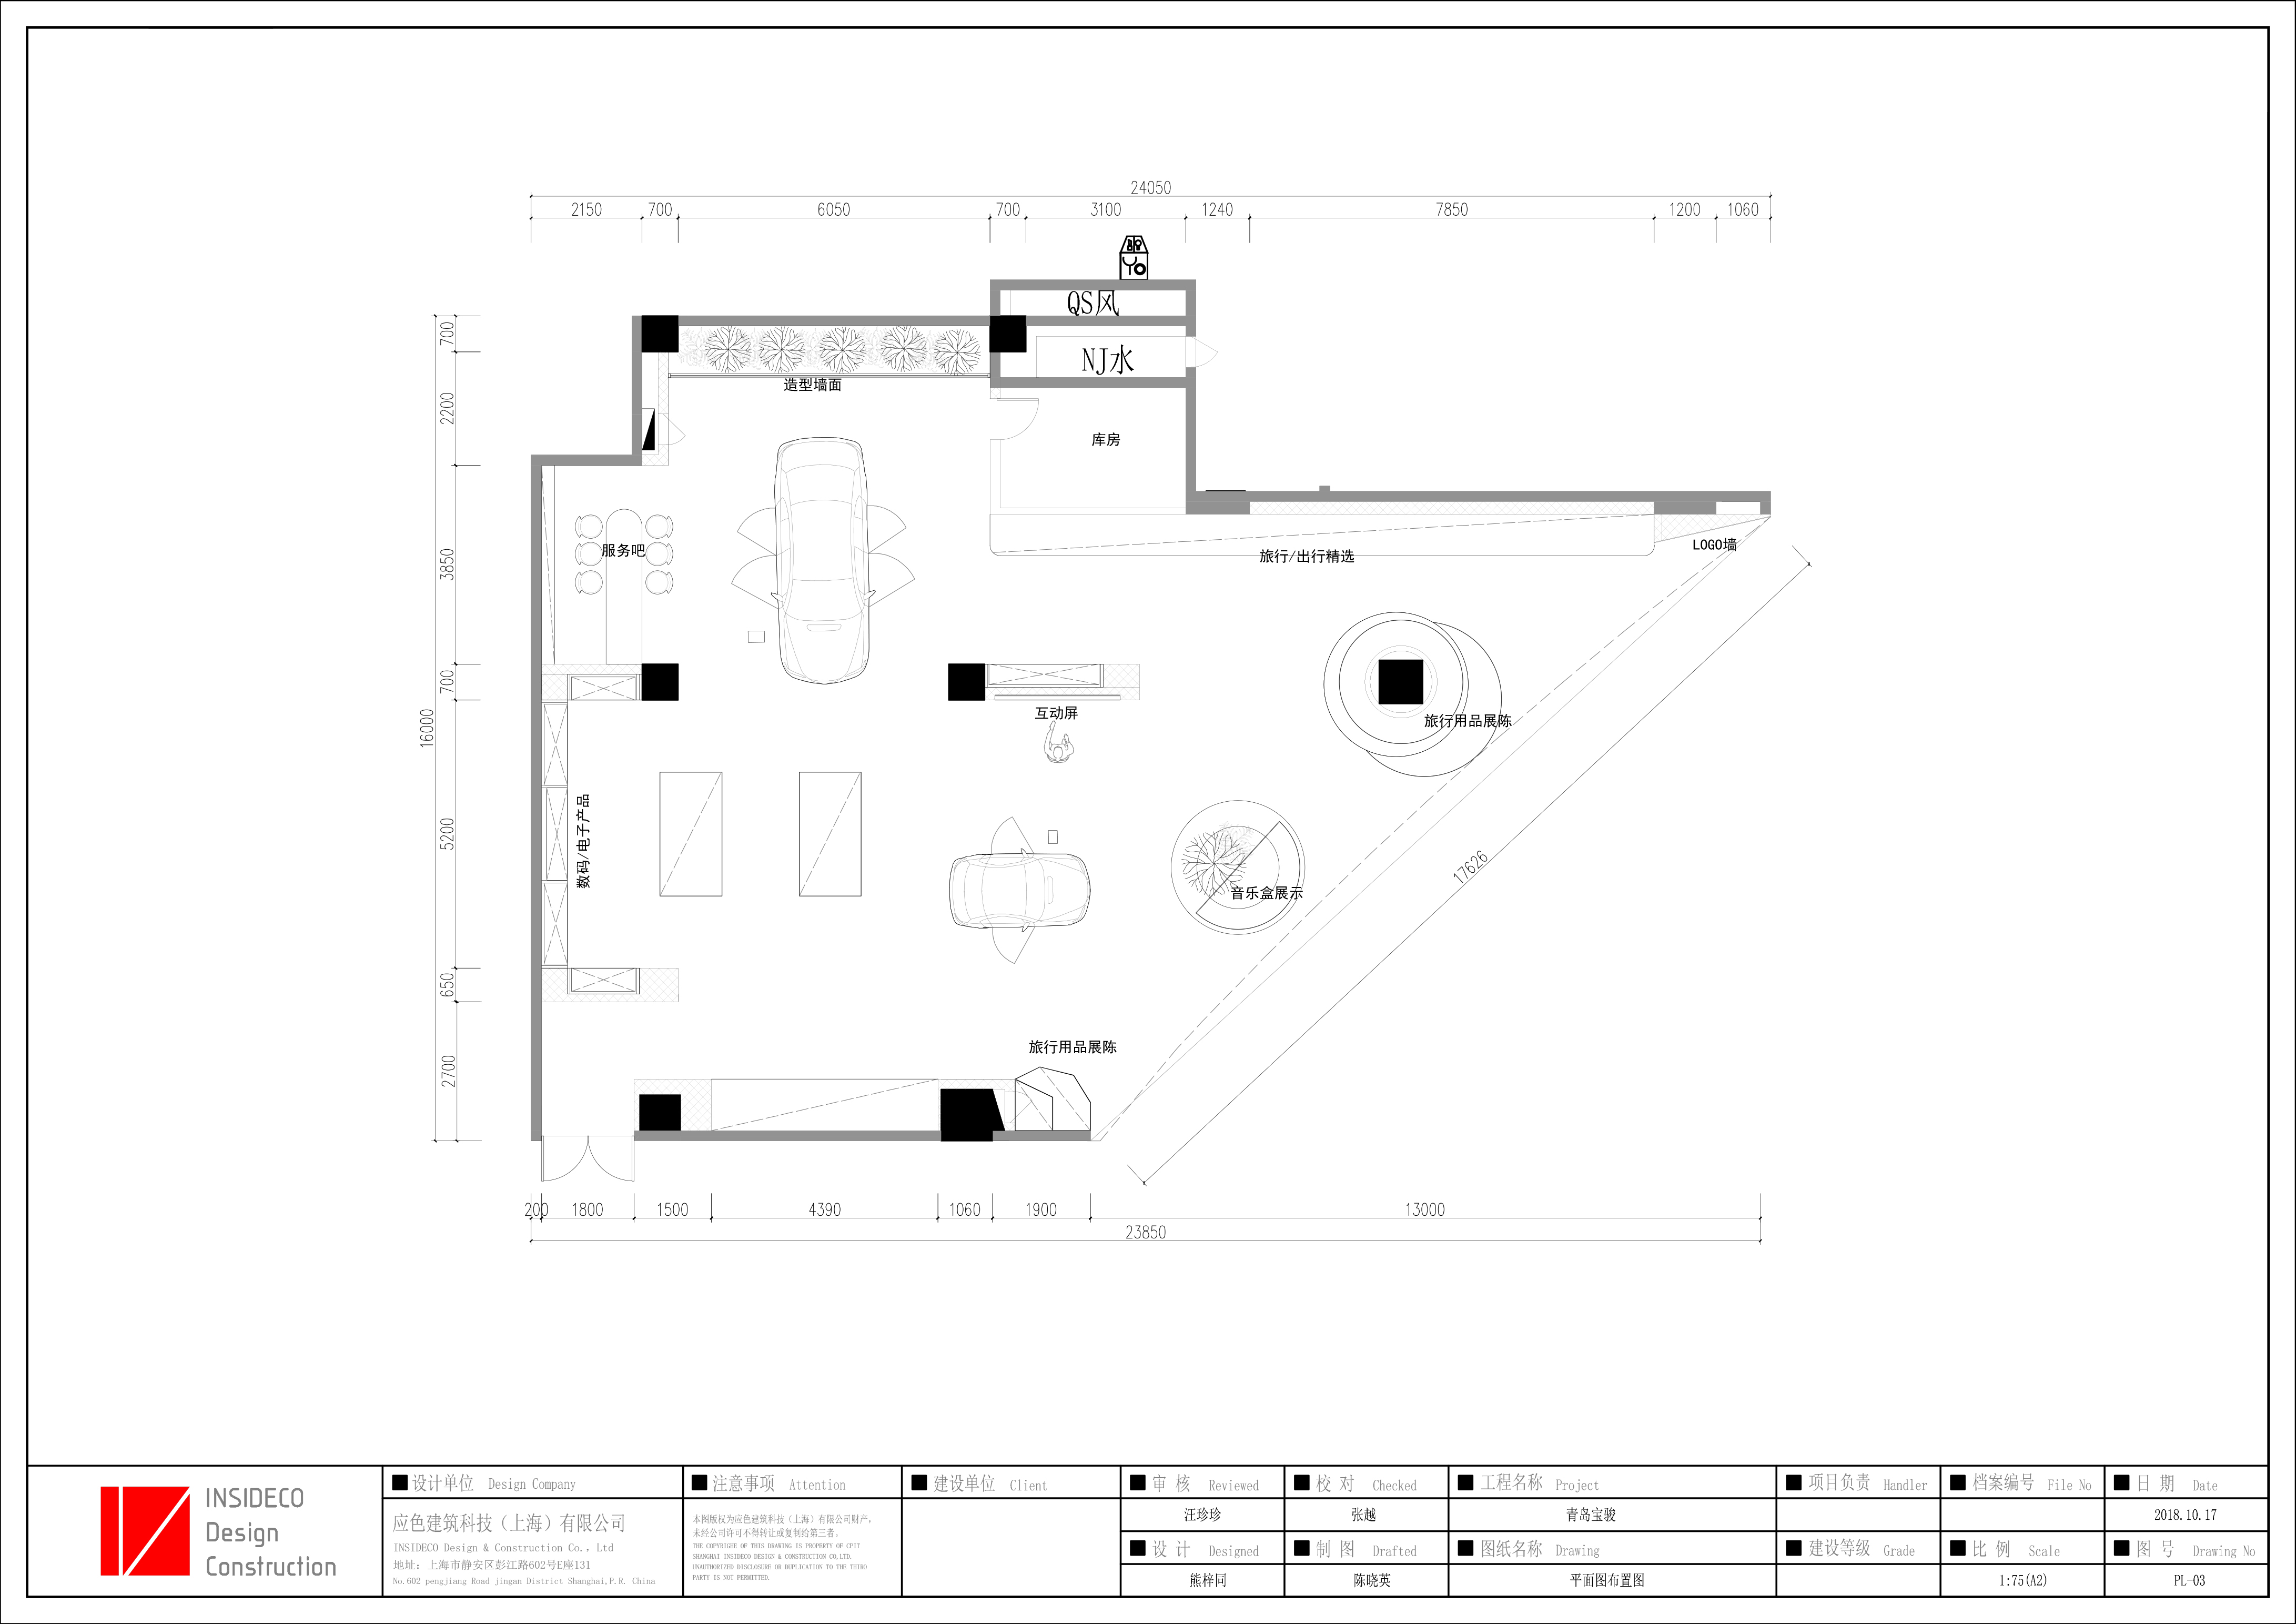 24050
2150 700 6050 700 3100 1240 7850 1200 1060
YO
QS风
NJ水
造型墙面
库房
服务吧
旅行/出行精选
LOGO墙
互动屏
旅行用品展陈
数码/电子产品
音乐盒展示
旅行用品展陈
700
2200
3850
700
5200
650
2700
16000
17626
200 1800 1500 4390 1060 1900 13000
23850
INSIDECO
Design
Construction
设计单位 Design Company
应色建筑科技（上海）有限公司
INSIDECO Design & Construction Co., Ltd
地址：上海市静安区彭江路602号E座131
No.602 pengjiang Road jingan District Shanghai,P.R. China
注意事项 Attention
本图版权为应色建筑科技（上海）有限公司财产，
未经公司许可不得转让或复制给第三者。
THE COPYRIGHE OF THIS DRAWING IS PROPERTY OF CPIT
SHANGHAI INSIDECO DESIGN & CONSTRUCTION CO,LTD.
UNAUTHORIZED DISCLOSURE OR DUPLICATION TO THE THIRO
PARTY IS NOT PERMITTED.
建设单位 Client
审 核 Reviewed
汪珍珍
设 计 Designed
熊梓同
校 对 Checked
张越
制 图 Drafted
陈晓英
工程名称 Project
青岛宝骏
图纸名称 Drawing
平面图布置图
项目负责 Handler
建设等级 Grade
档案编号 File No
比 例 Scale
1:75(A2)
日 期 Date
2018.10.17
图 号 Drawing No
PL-03